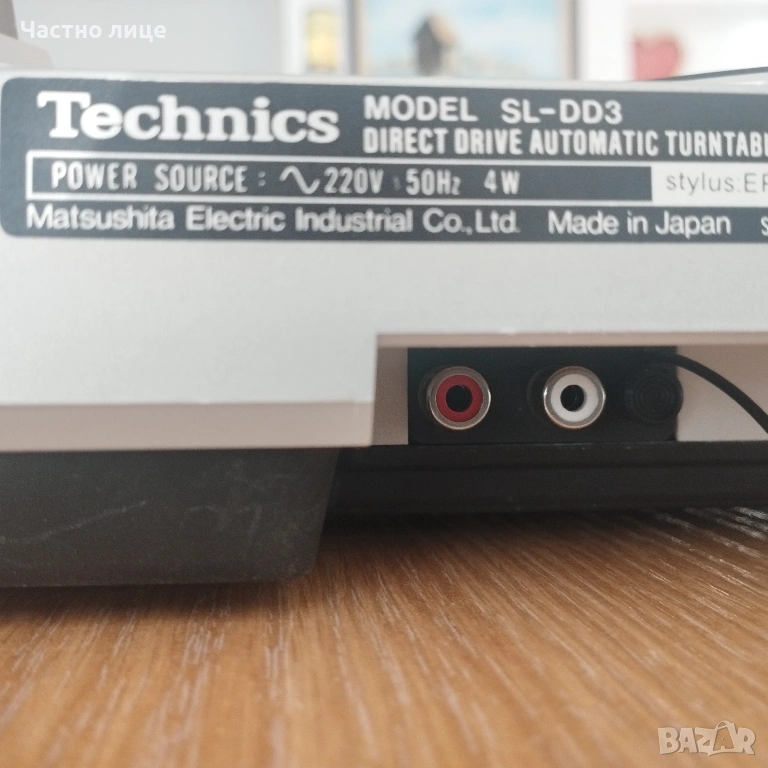 Частно лице
Technics MODEL SL-DD3
DIRECT DRIVE AUTOMATIC
POWER SOURCE : ∿ 220V 50Hz 4W stylus:
Matsushita Electric Industrial Co., Ltd. Made in Japan
BAZAR